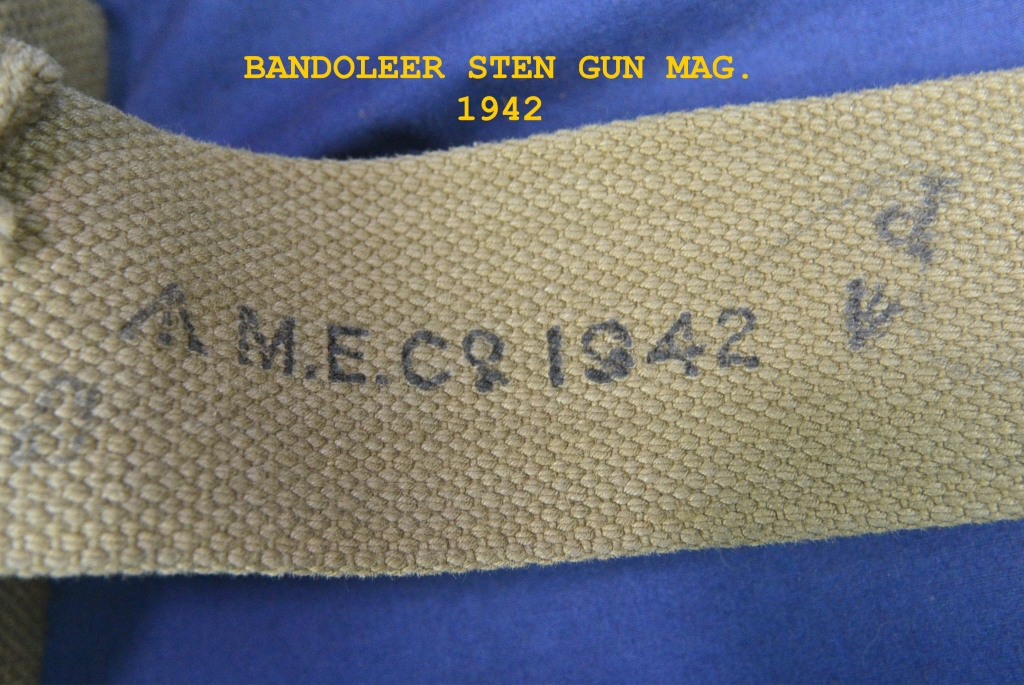 BANDOLEER STEN GUN MAG.
1942
M.E.Co 1942